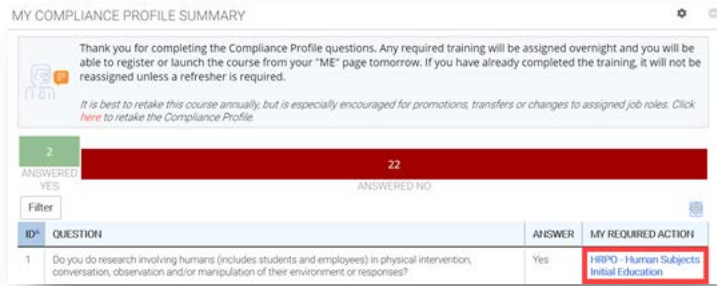 MY COMPLIANCE PROFILE SUMMARY
Thank you for completing the Compliance Profile questions. Any required training will be assigned overnight and you will be
able to register or launch the course from your "ME" page tomorrow. If you have already completed the training, it will not be
reassigned unless a refresher is required.
It is best to retake this course annually, but is especially encouraged for promotions, transfers or changes to assigned job roles. Click
here to retake the Compliance Profile.
2
22
ANSWERED
YES
ANSWERED NO
Filter
ID QUESTION ANSWER MY REQUIRED ACTION
1 Do you do research involving humans (includes students and employees) in physical intervention, Yes HRPO - Human Subjects
conversation, observation and/or manipulation of their environment or responses? Initial Education